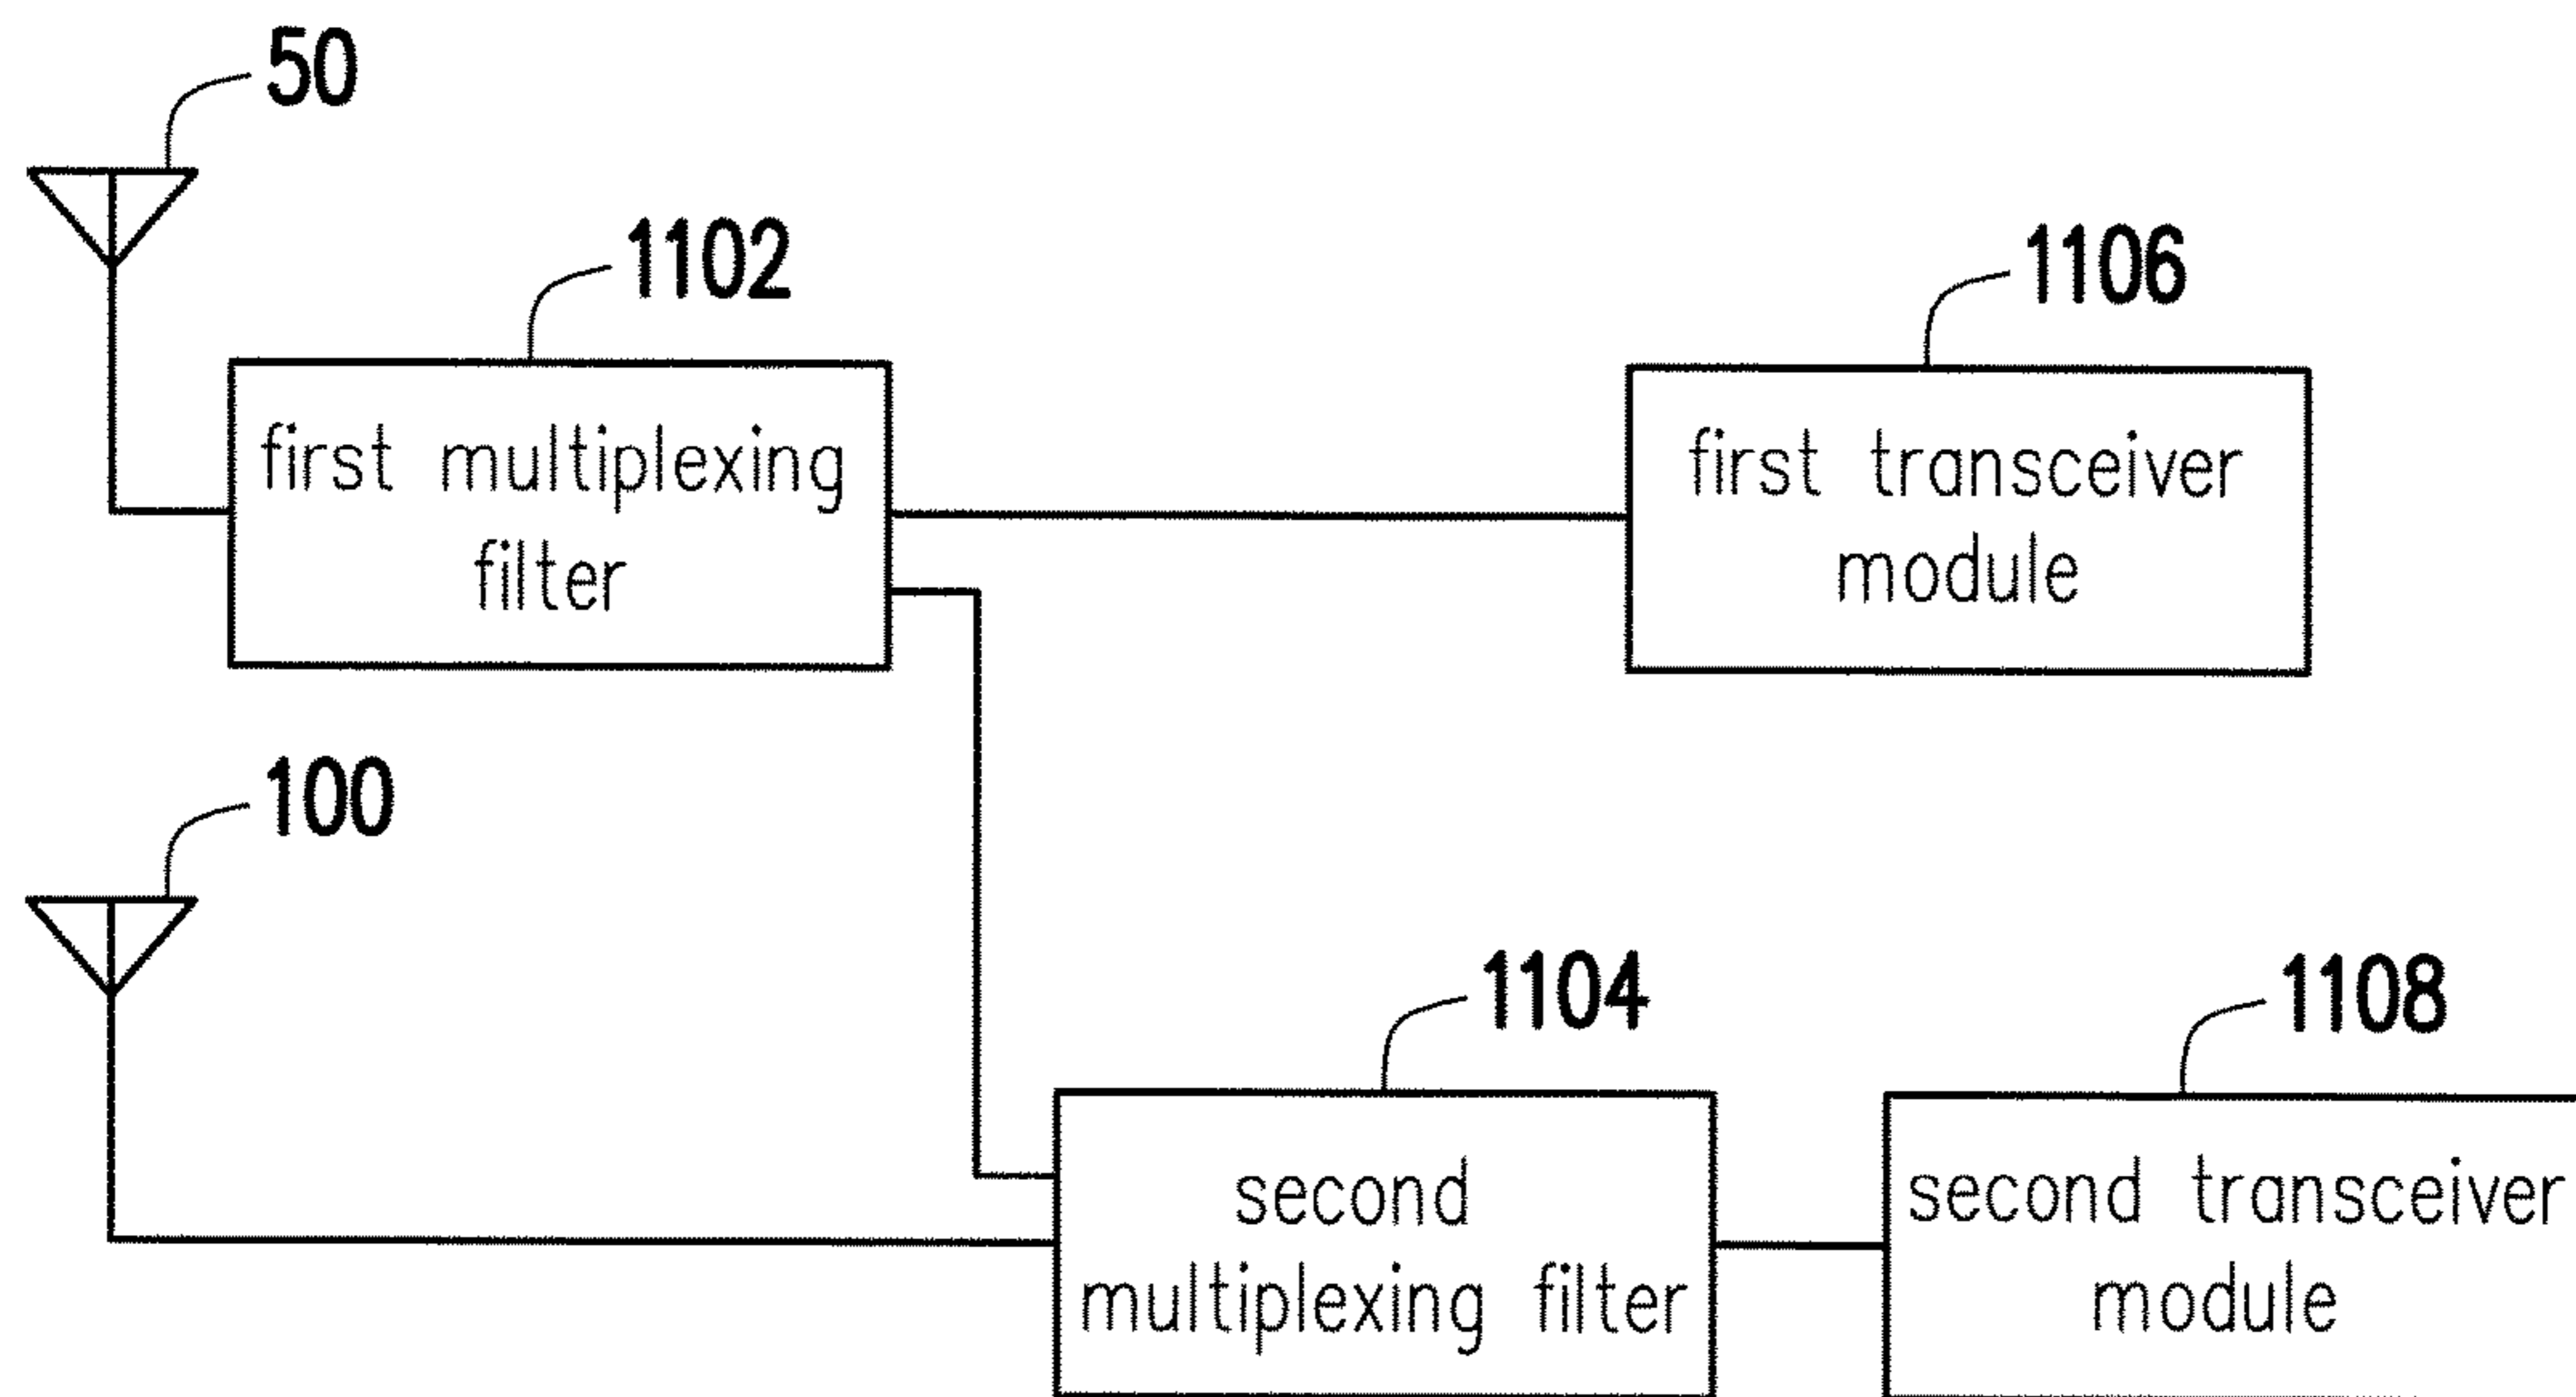 50
1102
first multiplexing
filter
1106
first transceiver
module
100
1104
second
multiplexing filter
1108
second transceiver
module